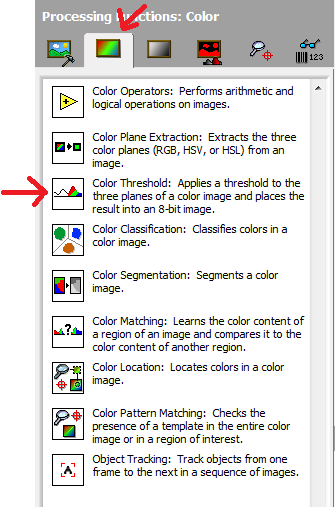 Processing Functions: Color
123
Color Operators: Performs arithmetic and
logical operations on images.
Color Plane Extraction: Extracts the three
color planes (RGB, HSV, or HSL) from an
image.
Color Threshold: Applies a threshold to the
three planes of a color image and places the
result into an 8-bit image.
Color Classification: Classifies colors in a
color image.
Color Segmentation: Segments a color
image.
Color Matching: Learns the color content of
a region of an image and compares it to the
color content of another region.
Color Location: Locates colors in a color
image.
Color Pattern Matching: Checks the
presence of a template in the entire color
image or in a region of interest.
Object Tracking: Track objects from one
frame to the next in a sequence of images.